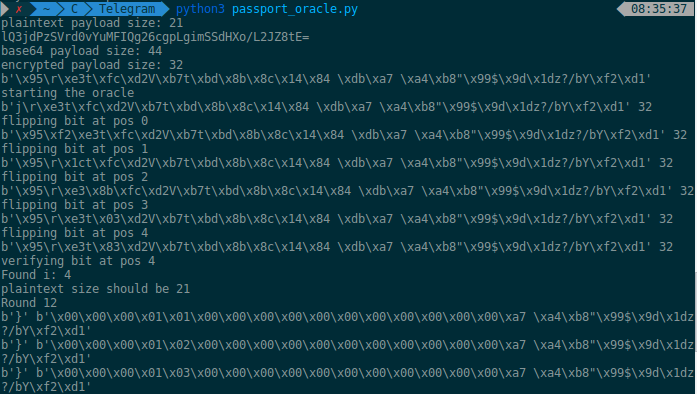 ✗ ~ C Telegram python3 passport_oracle.py 08:35:37
plaintext payload size: 21
lQ3jdPzSVrd0vYuMFIQg26cgpLgimSSdHXo/L2JZ8tE=
base64 payload size: 44
encrypted payload size: 32
b'\x95\r\xe3t\xfc\xd2V\xb7t\xbd\x8b\x8c\x14\x84 \xdb\xa7 \xa4\xb8"\x99$\x9d\x1dz?/bY\xf2\xd1'
starting the oracle
b'j\r\xe3t\xfc\xd2V\xb7t\xbd\x8b\x8c\x14\x84 \xdb\xa7 \xa4\xb8"\x99$\x9d\x1dz?/bY\xf2\xd1' 32
flipping bit at pos 0
b'\x95\xf2\xe3t\xfc\xd2V\xb7t\xbd\x8b\x8c\x14\x84 \xdb\xa7 \xa4\xb8"\x99$\x9d\x1dz?/bY\xf2\xd1' 32
flipping bit at pos 1
b'\x95\r\x1ct\xfc\xd2V\xb7t\xbd\x8b\x8c\x14\x84 \xdb\xa7 \xa4\xb8"\x99$\x9d\x1dz?/bY\xf2\xd1' 32
flipping bit at pos 2
b'\x95\r\xe3\x8b\xfc\xd2V\xb7t\xbd\x8b\x8c\x14\x84 \xdb\xa7 \xa4\xb8"\x99$\x9d\x1dz?/bY\xf2\xd1' 32
flipping bit at pos 3
b'\x95\r\xe3t\x03\xd2V\xb7t\xbd\x8b\x8c\x14\x84 \xdb\xa7 \xa4\xb8"\x99$\x9d\x1dz?/bY\xf2\xd1' 32
flipping bit at pos 4
b'\x95\r\xe3t\x83\xd2V\xb7t\xbd\x8b\x8c\x14\x84 \xdb\xa7 \xa4\xb8"\x99$\x9d\x1dz?/bY\xf2\xd1' 32
verifying bit at pos 4
Found i: 4
plaintext size should be 21
Round 12
b'}' b'\x00\x00\x00\x01\x01\x00\x00\x00\x00\x00\x00\x00\x00\x00\x00\x00\xa7 \xa4\xb8"\x99$\x9d\x1dz
?/bY\xf2\xd1'
b'}' b'\x00\x00\x00\x01\x02\x00\x00\x00\x00\x00\x00\x00\x00\x00\x00\x00\xa7 \xa4\xb8"\x99$\x9d\x1dz
?/bY\xf2\xd1'
b'}' b'\x00\x00\x00\x01\x03\x00\x00\x00\x00\x00\x00\x00\x00\x00\x00\x00\xa7 \xa4\xb8"\x99$\x9d\x1dz
?/bY\xf2\xd1'